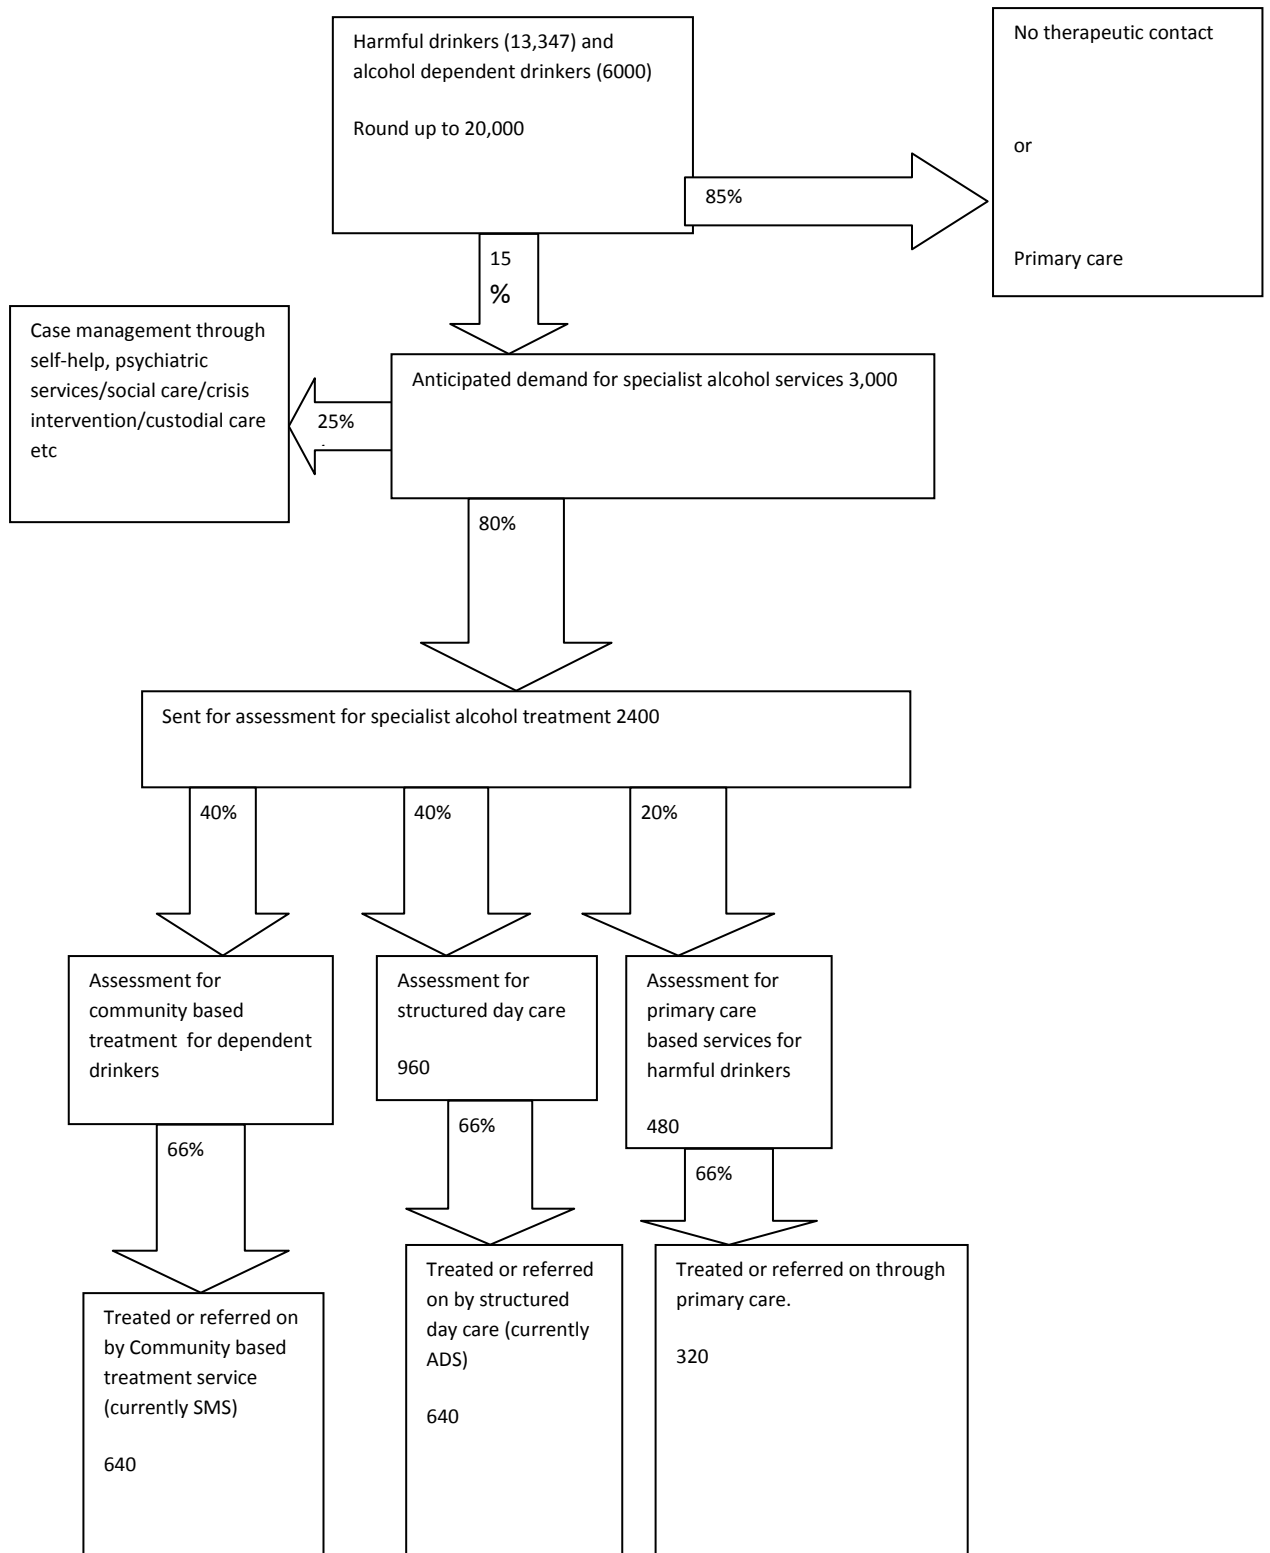 Harmful drinkers (13,347) and
alcohol dependent drinkers (6000)
Round up to 20,000
No therapeutic contact
or
Primary care
85%
15
%
Case management through
self-help, psychiatric
services/social care/crisis
intervention/custodial care
etc
25%
Anticipated demand for specialist alcohol services 3,000
80%
Sent for assessment for specialist alcohol treatment 2400
40%
40%
20%
Assessment for
community based
treatment for dependent
drinkers
Assessment for
structured day care
960
Assessment for
primary care
based services for
harmful drinkers
480
66%
66%
66%
Treated or referred on
by Community based
treatment service
(currently SMS)
640
Treated or referred
on by structured
day care (currently
ADS)
640
Treated or referred on through
primary care.
320